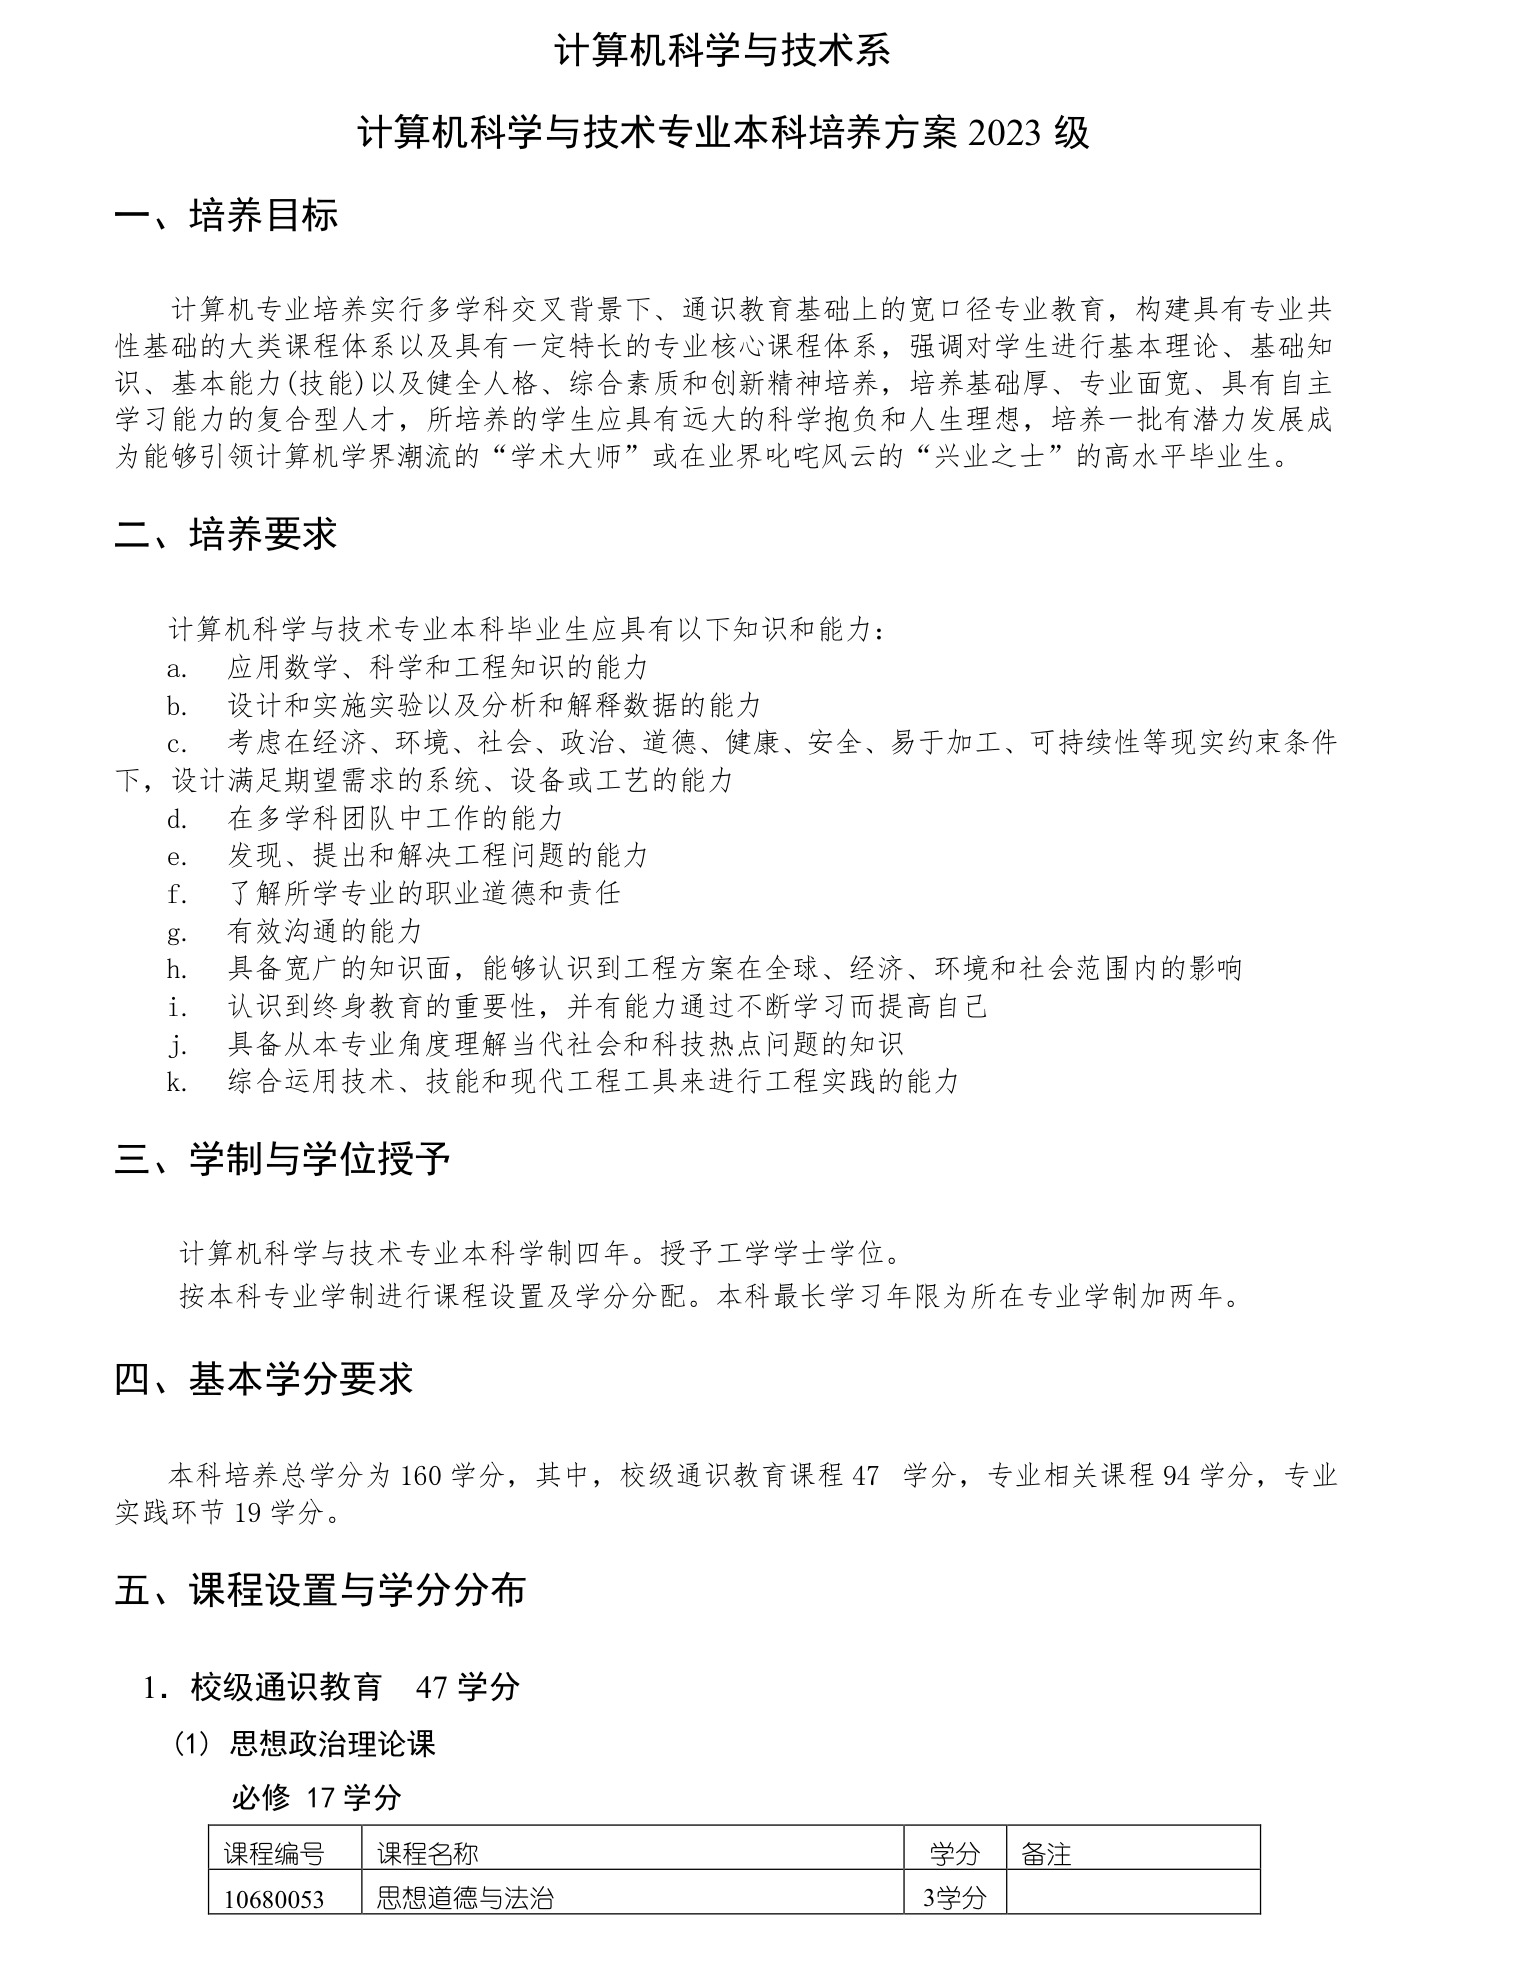 计算机科学与技术系
计算机科学与技术专业本科培养方案 2023 级
一、培养目标
计算机专业培养实行多学科交叉背景下、通识教育基础上的宽口径专业教育，构建具有专业共
性基础的大类课程体系以及具有一定特长的专业核心课程体系，强调对学生进行基本理论、基础知
识、基本能力(技能)以及健全人格、综合素质和创新精神培养，培养基础厚、专业面宽、具有自主
学习能力的复合型人才，所培养的学生应具有远大的科学抱负和人生理想，培养一批有潜力发展成
为能够引领计算机学界潮流的“学术大师”或在业界叱咤风云的“兴业之士”的高水平毕业生。
二、培养要求
计算机科学与技术专业本科毕业生应具有以下知识和能力：
a. 应用数学、科学和工程知识的能力
b. 设计和实施实验以及分析和解释数据的能力
c. 考虑在经济、环境、社会、政治、道德、健康、安全、易于加工、可持续性等现实约束条件
下，设计满足期望需求的系统、设备或工艺的能力
d. 在多学科团队中工作的能力
e. 发现、提出和解决工程问题的能力
f. 了解所学专业的职业道德和责任
g. 有效沟通的能力
h. 具备宽广的知识面，能够认识到工程方案在全球、经济、环境和社会范围内的影响
i. 认识到终身教育的重要性，并有能力通过不断学习而提高自己
j. 具备从本专业角度理解当代社会和科技热点问题的知识
k. 综合运用技术、技能和现代工程工具来进行工程实践的能力
三、学制与学位授予
计算机科学与技术专业本科学制四年。授予工学学士学位。
按本科专业学制进行课程设置及学分分配。本科最长学习年限为所在专业学制加两年。
四、基本学分要求
本科培养总学分为 160 学分，其中，校级通识教育课程 47 学分，专业相关课程 94 学分，专业
实践环节 19 学分。
五、课程设置与学分分布
1. 校级通识教育 47 学分
(1) 思想政治理论课
必修 17 学分
课程编号 课程名称 学分 备注
10680053 思想道德与法治 3学分